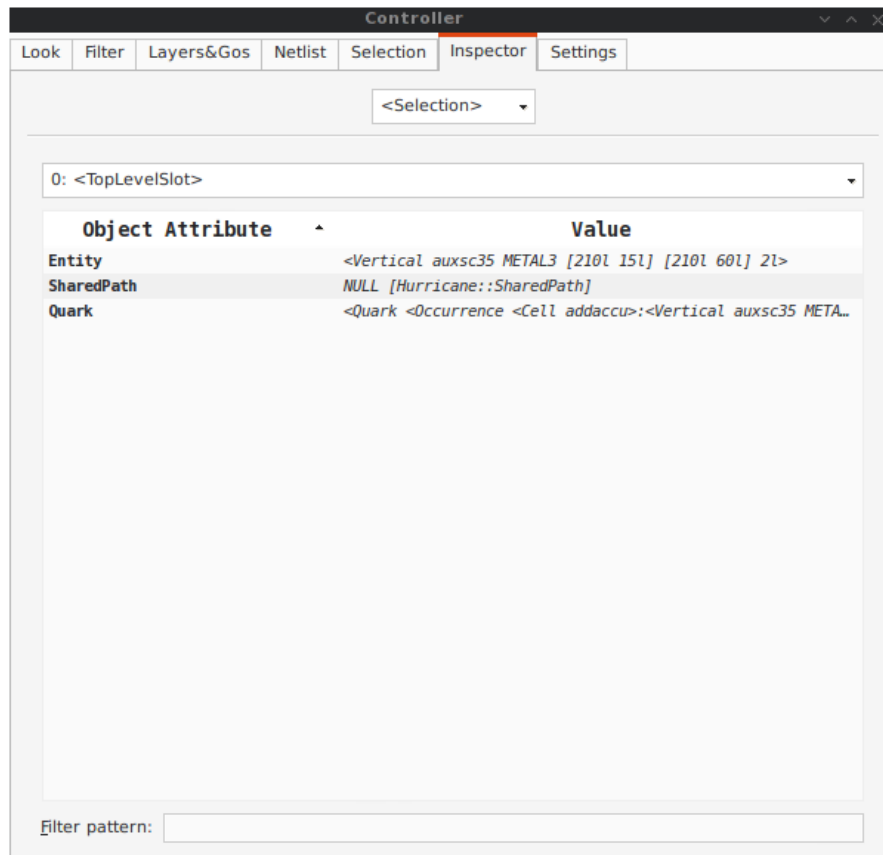 Controller
Look Filter Layers&Gos Netlist Selection Inspector Settings
<Selection>
0: <TopLevelSlot>
Object Attribute Value
Entity <Vertical auxsc35 METAL3 [210l 15l] [210l 60l] 2l>
SharedPath NULL [Hurricane::SharedPath]
Quark <Quark <Occurrence <Cell addaccu>:<Vertical auxsc35 META…
Filter pattern: